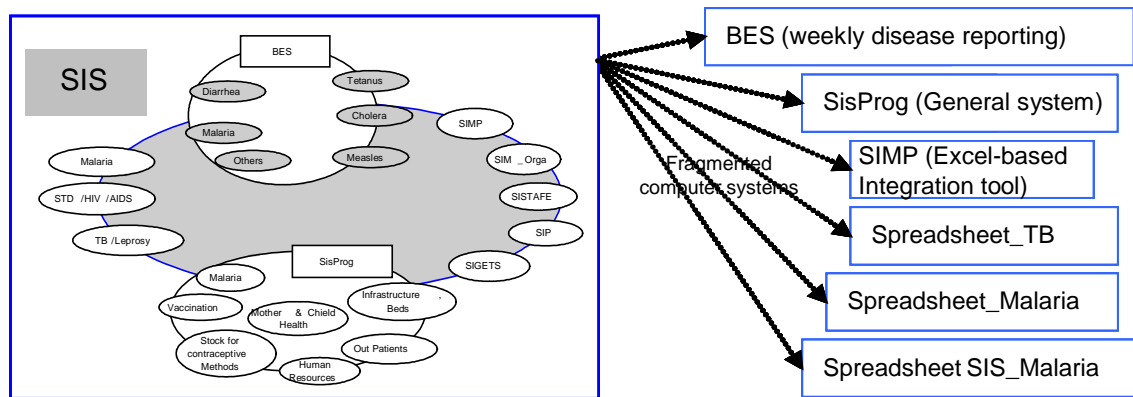 SIS
BES
Diarrhea
Tetanus
Malaria
Cholera
Others
Measles
SIMP
SIM _Orga
SISTAFE
SIP
SIGETS
Malaria
STD /HIV /AIDS
TB /Leprosy
SisProg
Malaria
Vaccination
Mother & Chield
Health
Infrastructure ,
Beds
Stock for
contraceptive
Methods
Human
Resources
Out Patients
Fragmented
computer systems
BES (weekly disease reporting)
SisProg (General system)
SIMP (Excel-based
Integration tool)
Spreadsheet_TB
Spreadsheet_Malaria
Spreadsheet SIS_Malaria